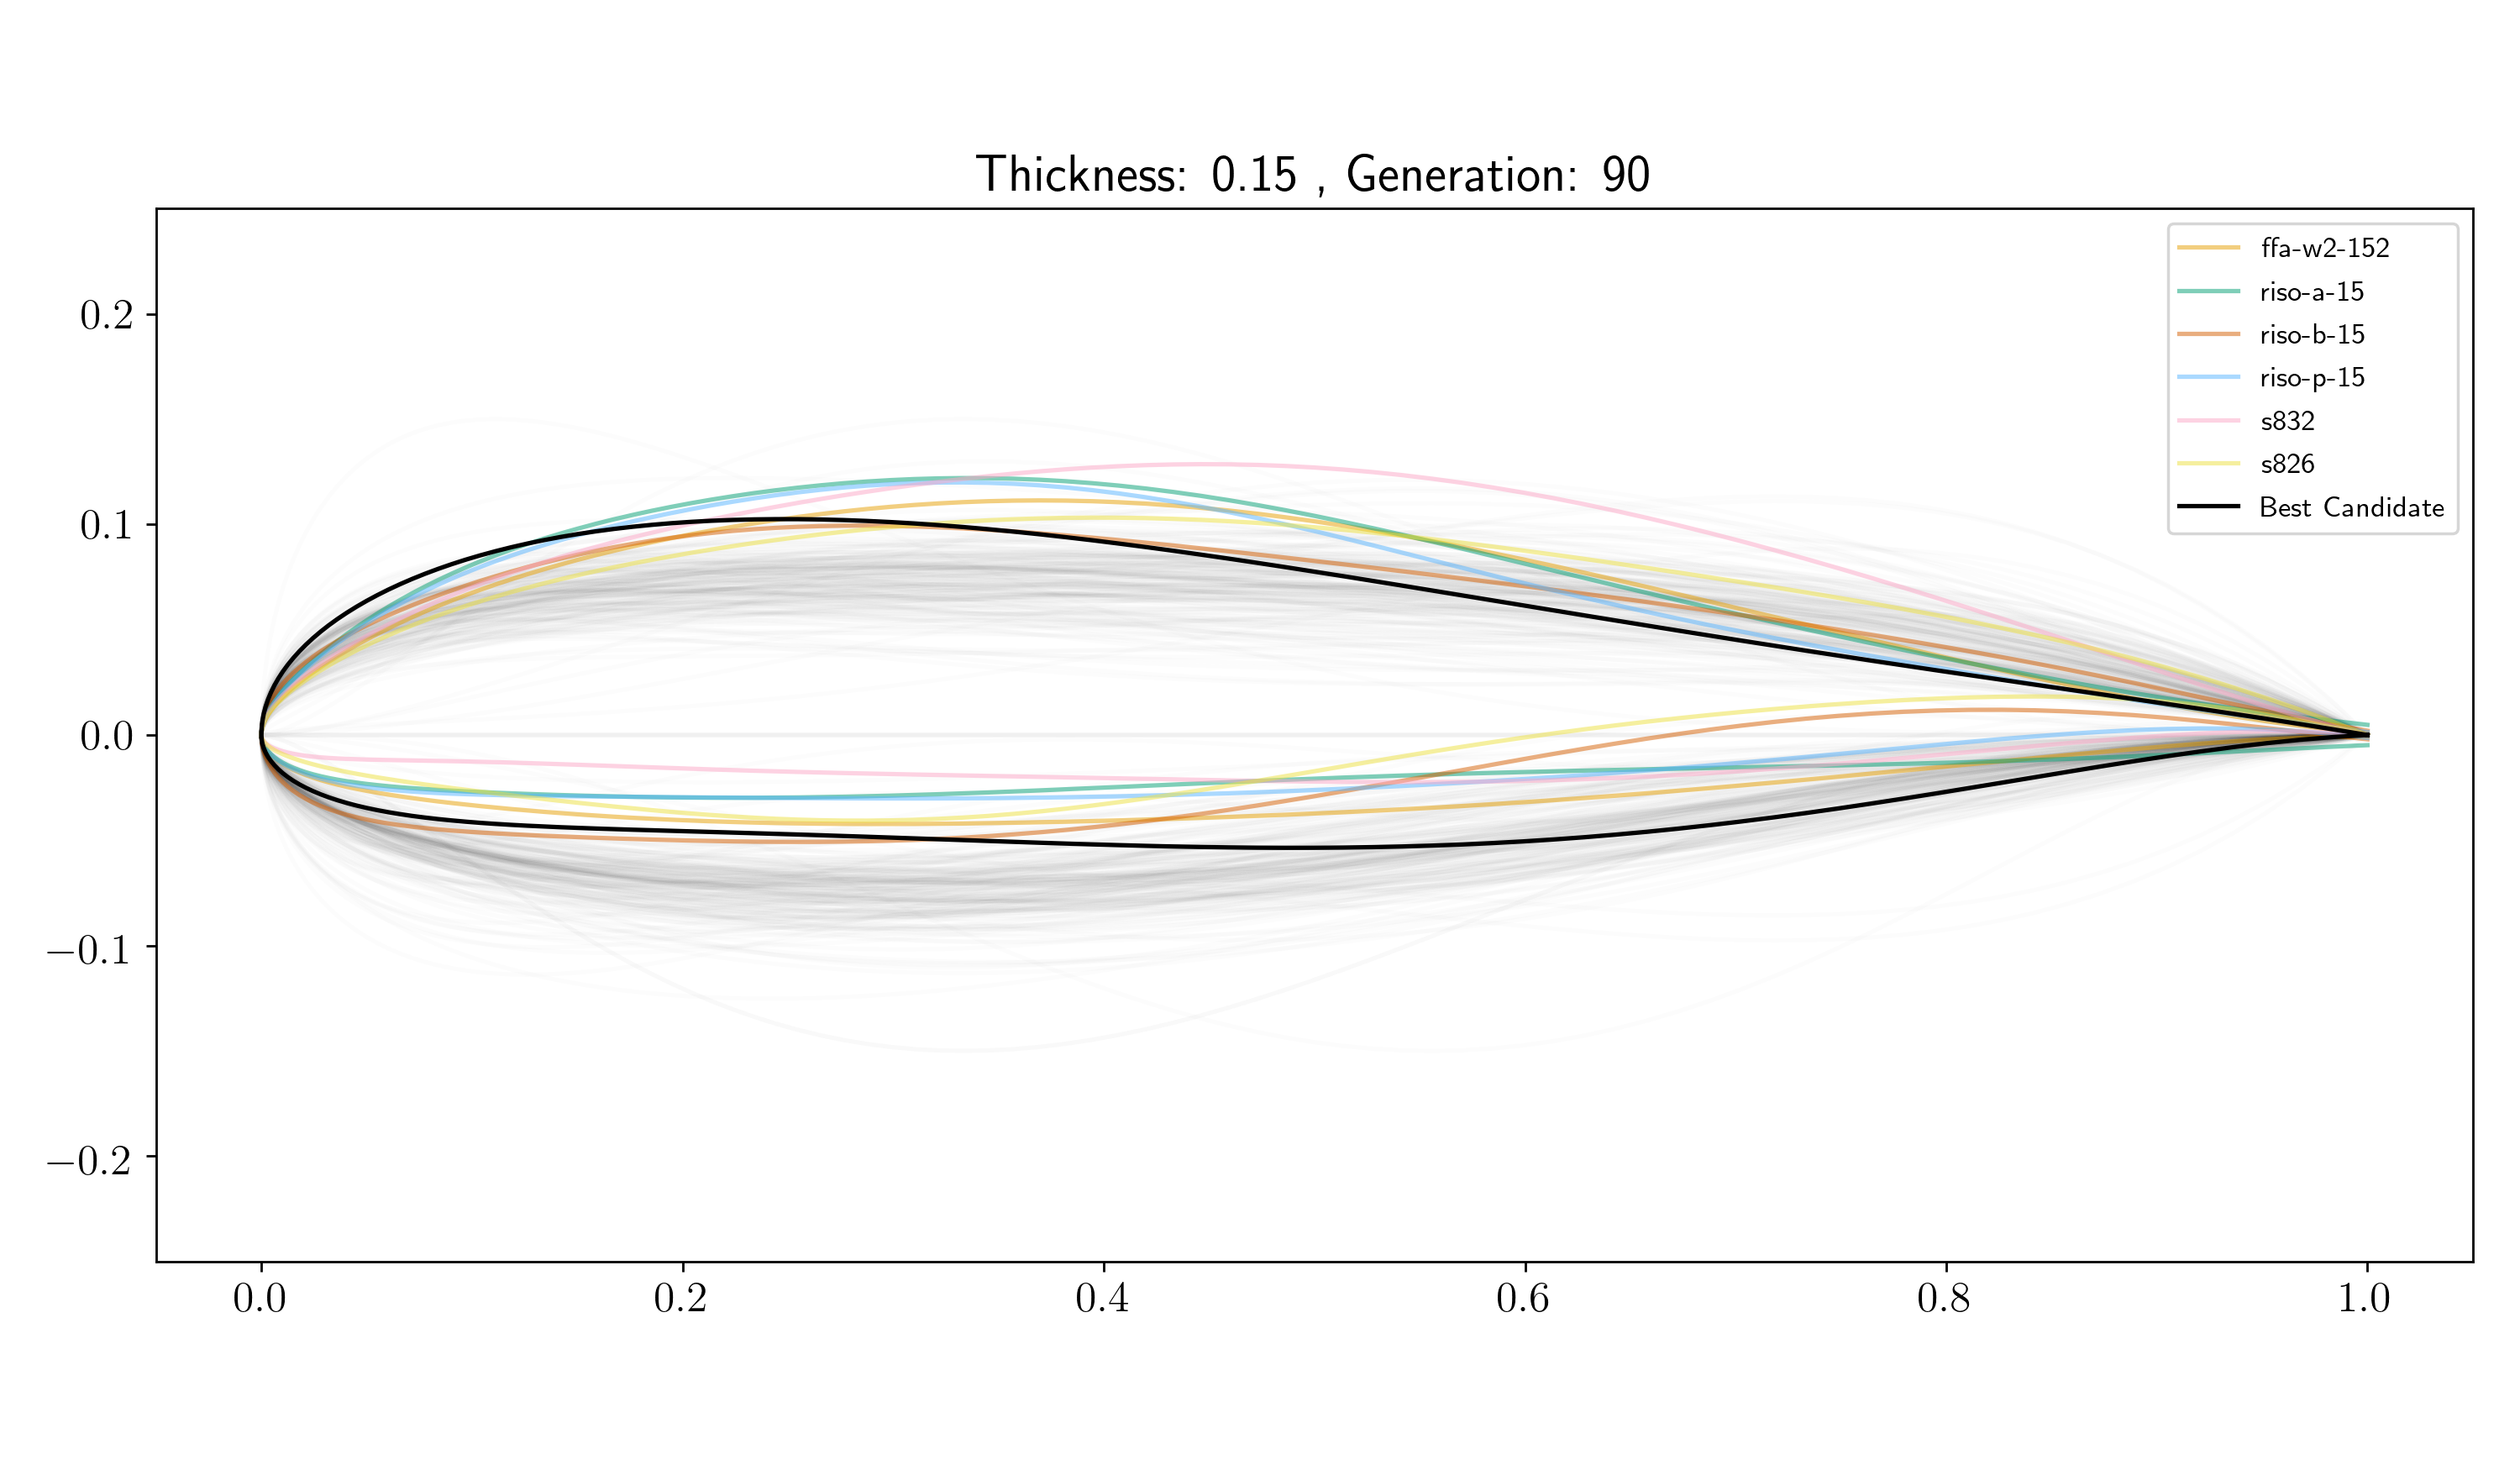 Thickness: 0.15 , Generation: 90
ffa-w2-152
riso-a-15
riso-b-15
riso-p-15
s832
s826
Best Candidate
0.2
0.1
0.0
−0.1
−0.2
0.0 0.2 0.4 0.6 0.8 1.0